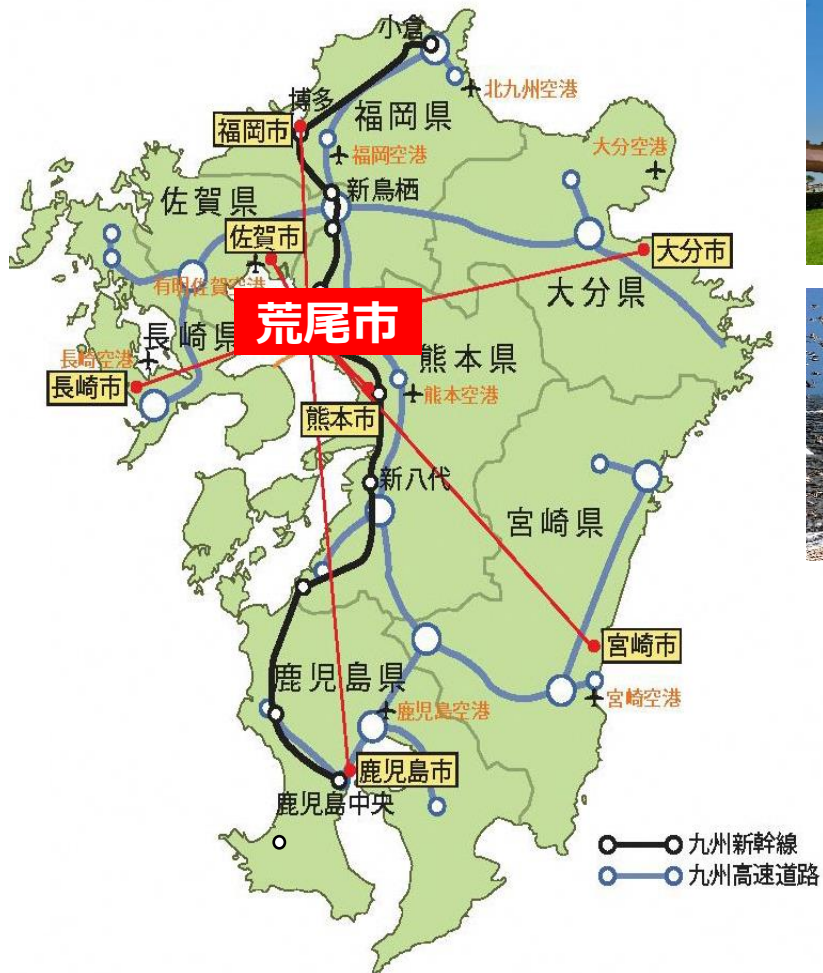 小倉
北九州空港
博多
福岡県
福岡市
福岡空港
大分空港
佐賀県
新鳥栖
佐賀市
大分市
有明佐賀空港
大分県
荒尾市
長崎県
長崎空港
熊本県
長崎市
熊本空港
熊本市
新八代
宮崎県
宮崎市
鹿児島県
宮崎空港
鹿児島空港
鹿児島市
鹿児島中央
九州新幹線
九州高速道路